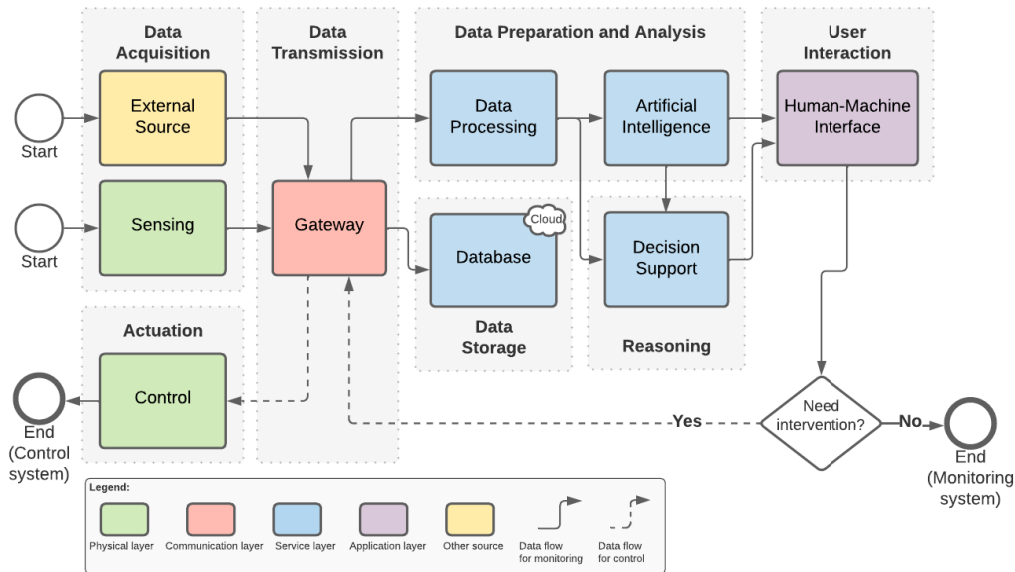 Data
Acquisition
Data
Transmission
Data Preparation and Analysis
User
Interaction
External
Source
Data
Processing
Artificial
Intelligence
Human-Machine
Interface
Start
Sensing
Gateway
Cloud
Database
Decision
Support
Start
Data
Storage
Reasoning
Actuation
Control
End
(Control
system)
Need
intervention?
Yes
No
End
(Monitoring
system)
Legend:
Physical layer
Communication layer
Service layer
Application layer
Other source
Data flow
for monitoring
Data flow
for control